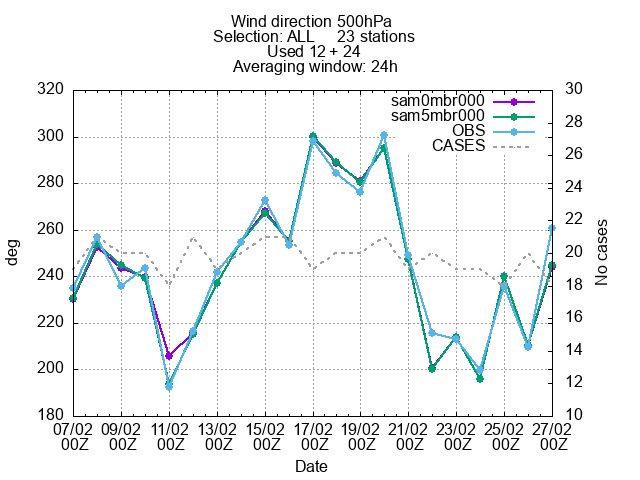 Wind direction 500hPa
Selection: ALL 23 stations
Used 12 + 24
Averaging window: 24h
sam0mbr000
sam5mbr000
OBS
CASES
deg
320
300
280
260
240
220
200
180
No cases
30
28
26
24
22
20
18
16
14
12
10
07/02 09/02 11/02 13/02 15/02 17/02 19/02 21/02 23/02 25/02 27/02
00Z 00Z 00Z 00Z 00Z 00Z 00Z 00Z 00Z 00Z 00Z
Date